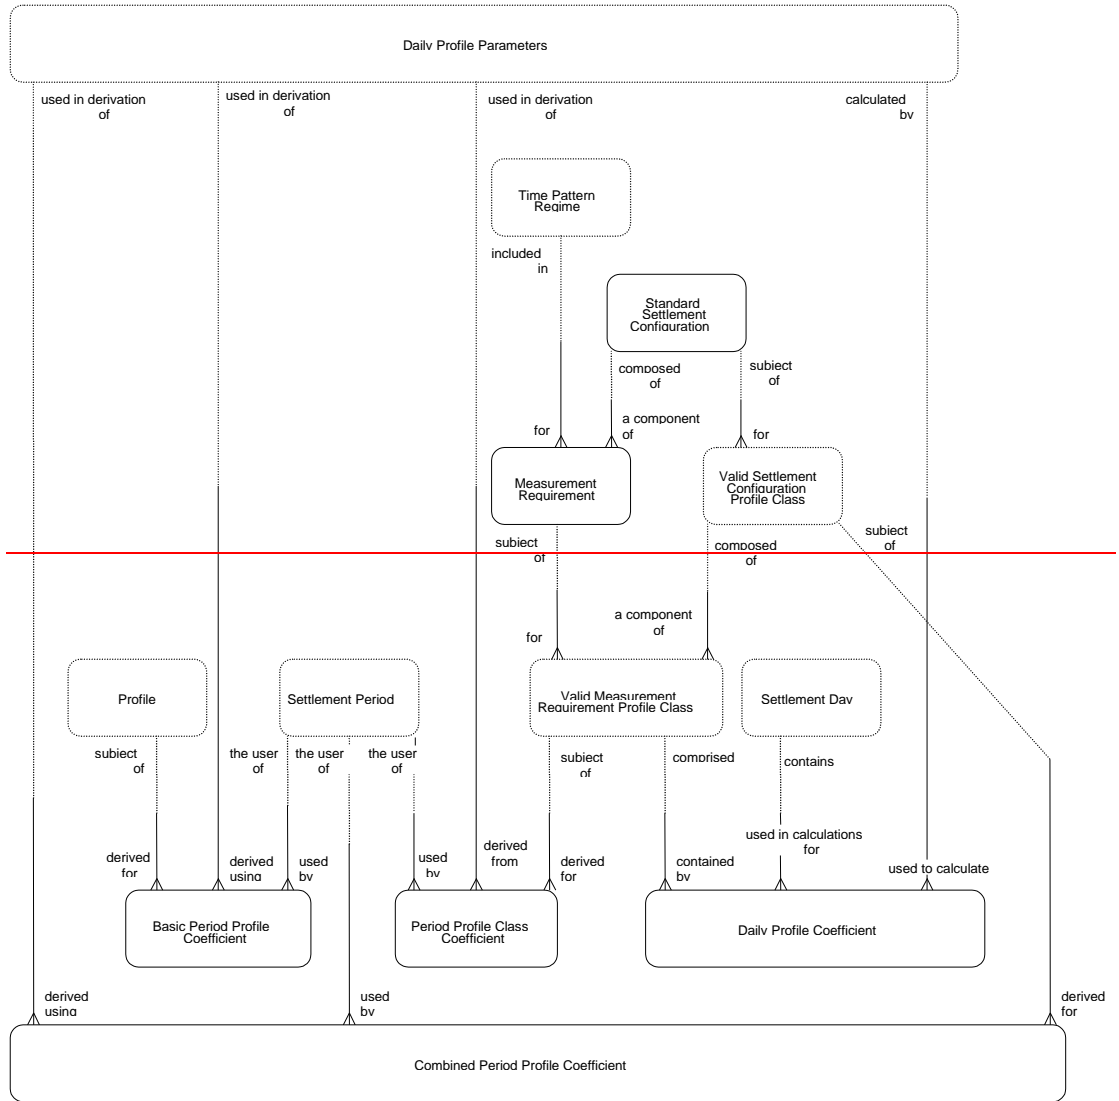 Daily Profile Parameters
used in derivation
of
used in derivation
of
used in derivation
of
calculated
by
Time Pattern
Regime
included
in
Standard
Settlement
Configuration
composed
of
subject
of
for
a component
of
for
Measurement
Requirement
Valid Settlement
Configuration
Profile Class
subject
of
composed
of
subject
of
a component
of
for
Profile
Settlement Period
Valid Measurement
Requirement Profile Class
Settlement Day
subject
of
the user
of
the user
of
the user
of
subject
of
comprised
contains
used in calculations
for
derived
for
derived
using
used
by
used
by
derived
from
derived
for
contained
by
used to calculate
Basic Period Profile
Coefficient
Period Profile Class
Coefficient
Daily Profile Coefficient
derived
using
used
by
derived
for
Combined Period Profile Coefficient